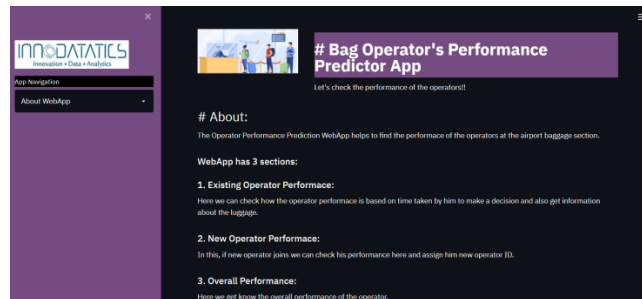 ×
INNODATATICS
Innovation • Data • Analytics
App Navigation
About WebApp
# Bag Operator's Performance
Predictor App
Let's check the performance of the operators!!
# About:
The Operator Performance Prediction WebApp helps to find the performace of the operators at the airport baggage section.
WebApp has 3 sections:
1. Existing Operator Performace:
Here we can check how the operator performace is based on time taken by him to make a decision and also get information
about the luggage.
2. New Operator Performace:
In this, if new operator joins we can check his performance here and assign him new operator ID.
3. Overall Performance:
Here we get know the overall performance of the operator.